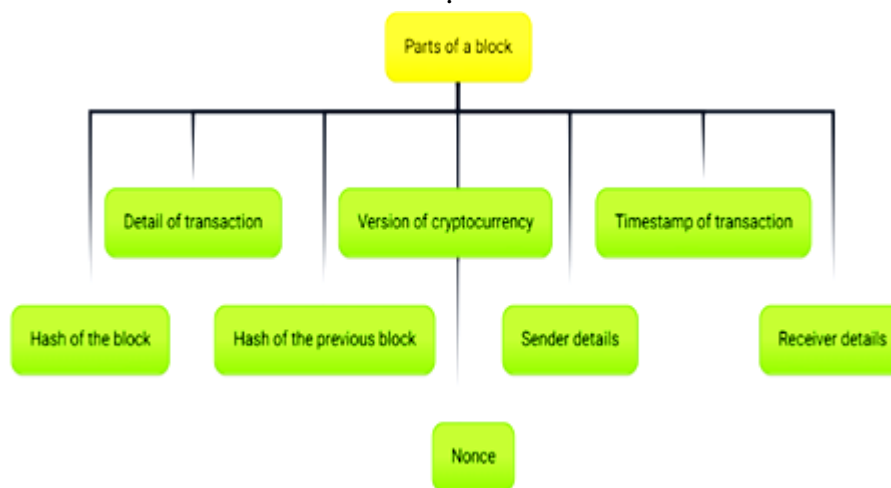 Parts of a block
Detail of transaction
Version of cryptocurrency
Timestamp of transaction
Hash of the block
Hash of the previous block
Sender details
Receiver details
Nonce